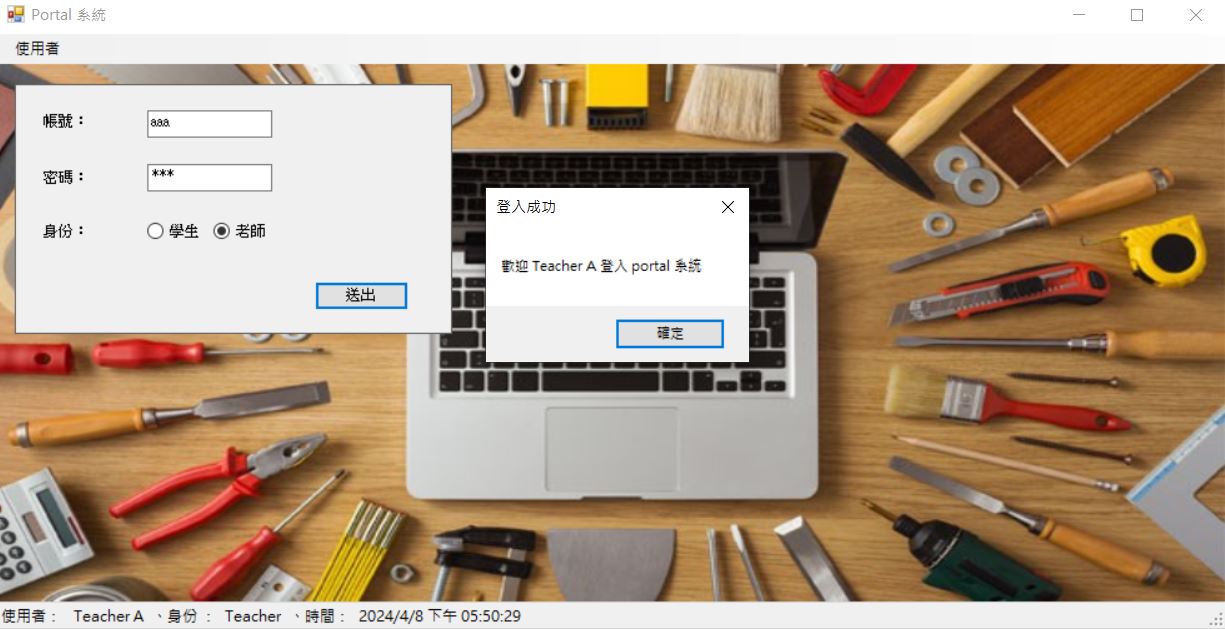 Portal 系統
使用者
帳號：
aaa
密碼：
***
身份：
學生 老師
送出
登入成功
歡迎 Teacher A 登入 portal 系統
確定
使用者： Teacher A 、身份 ： Teacher 、時間： 2024/4/8 下午 05:50:29